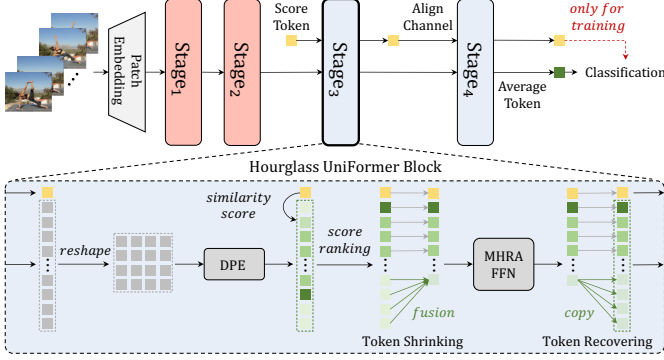 Score
Token
Align
Channel
only for
training
Patch
Embedding
Stage1
Stage2
Stage3
Stage4
Average
Token
Classification
Hourglass UniFormer Block
similarity
score
reshape
DPE
score
ranking
MHRA
FFN
fusion
copy
Token Shrinking
Token Recovering